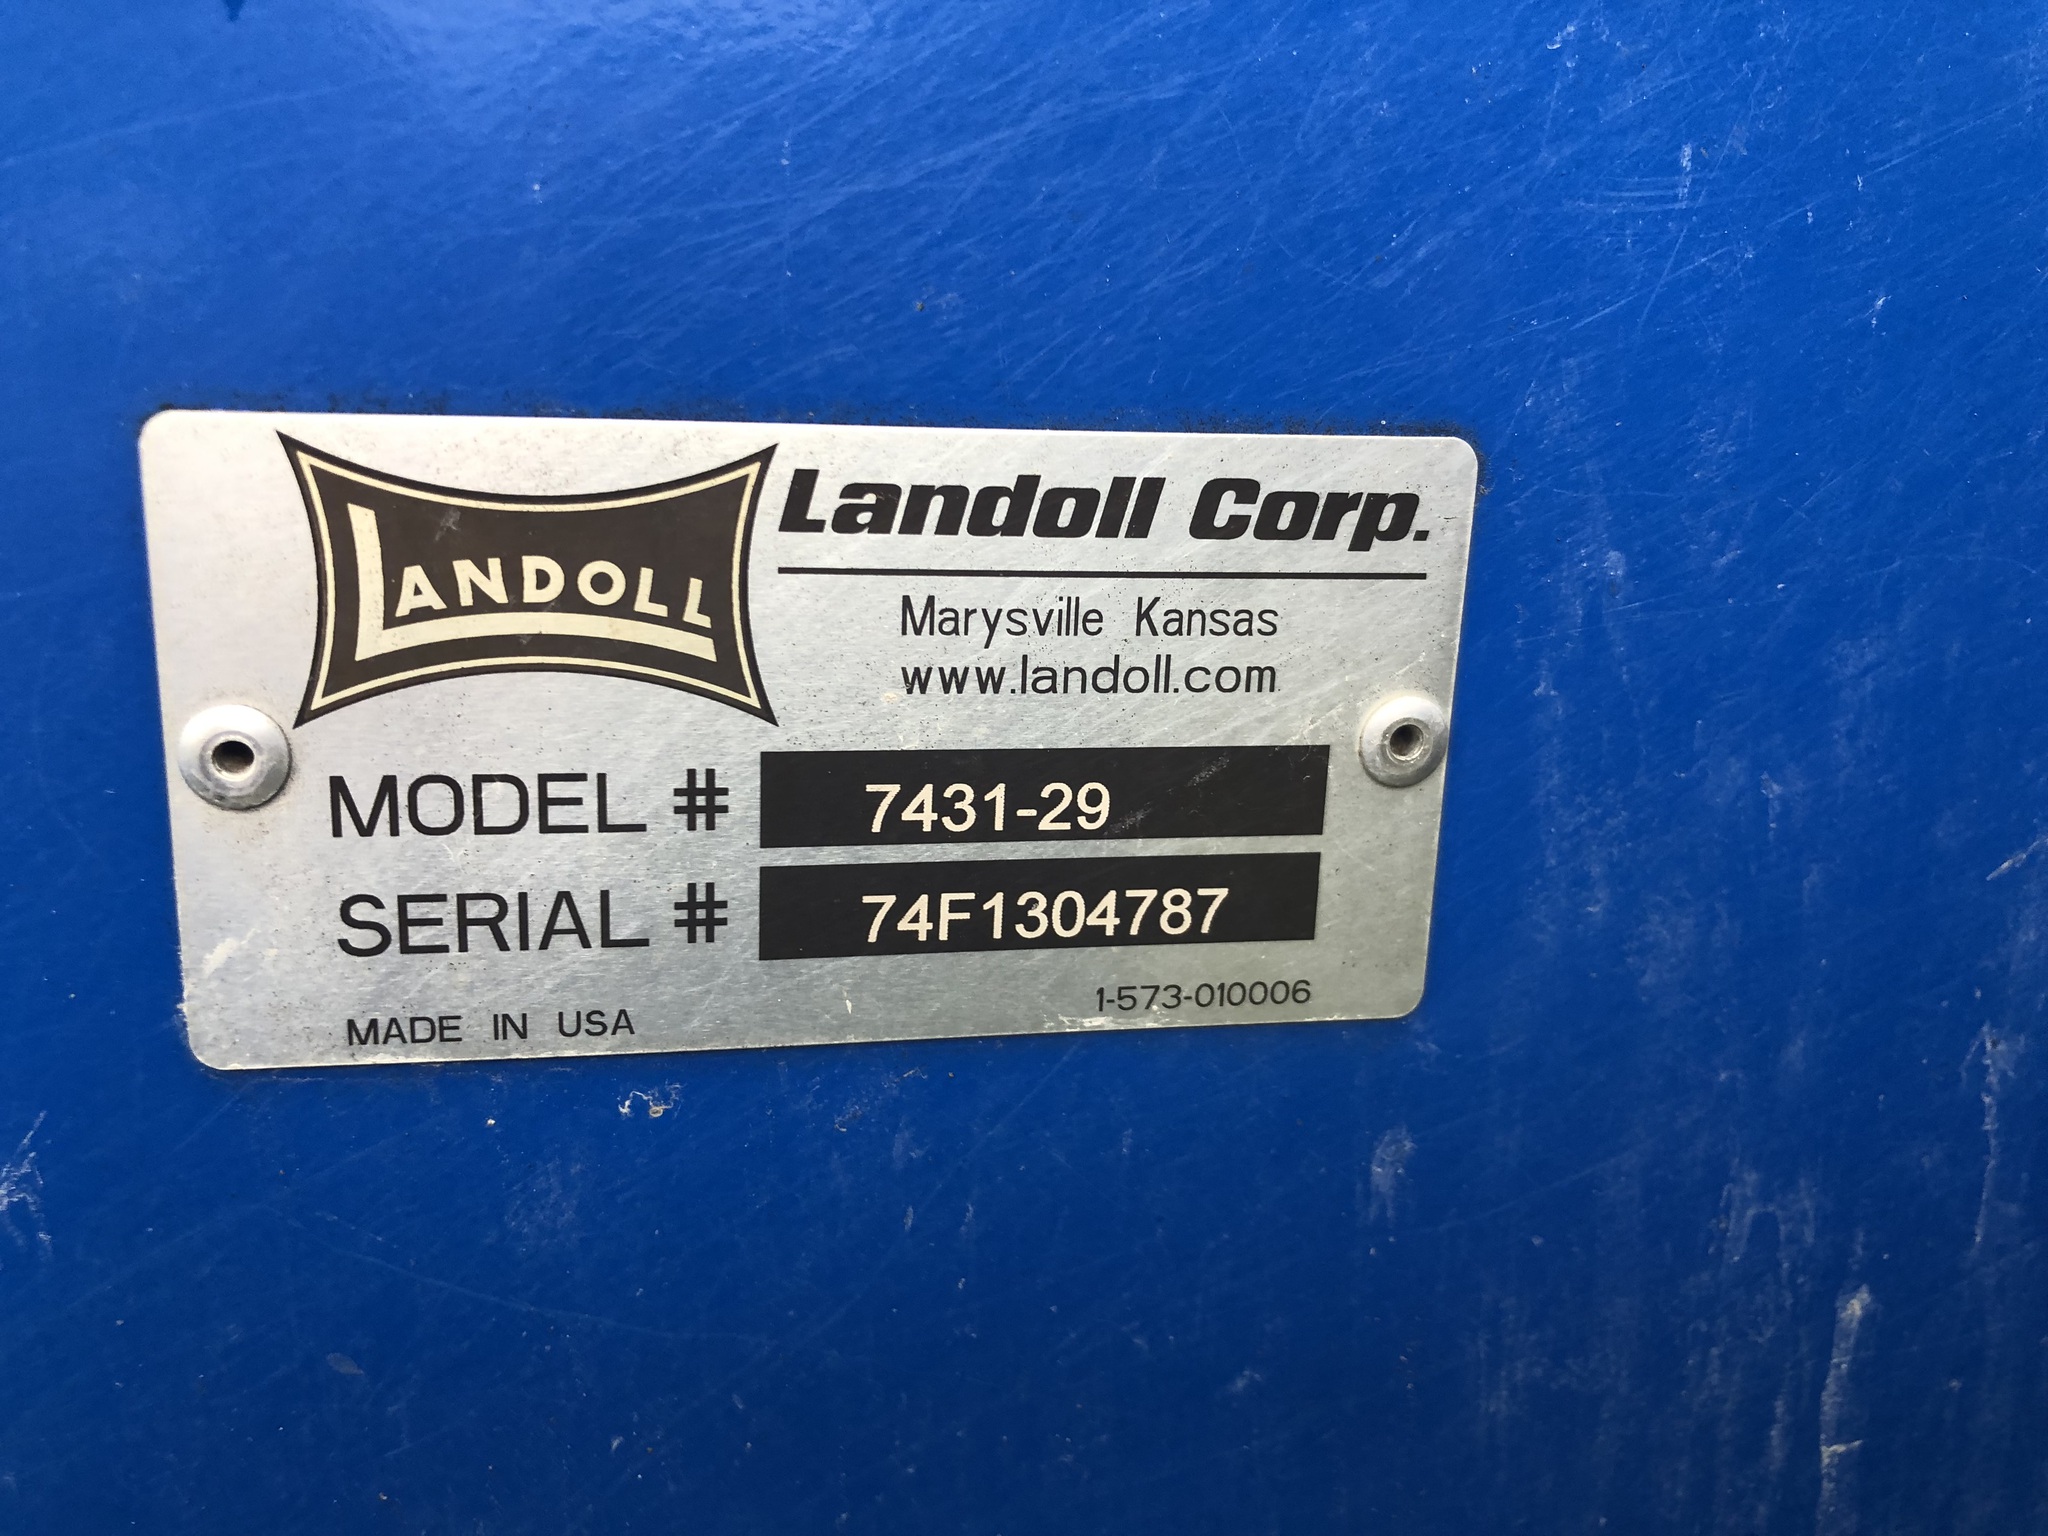 LANDOLL
Landoll Corp.
Marysville Kansas
www.landoll.com
MODEL # 7431-29
SERIAL # 74F1304787
1-573-010006
MADE IN USA